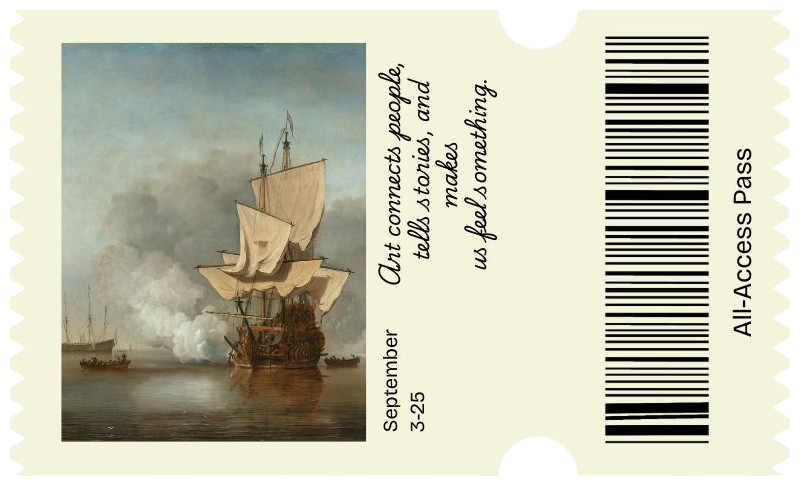 Art connects people,
tells stories, and
makes
us feel something.
September
3-25
All-Access Pass